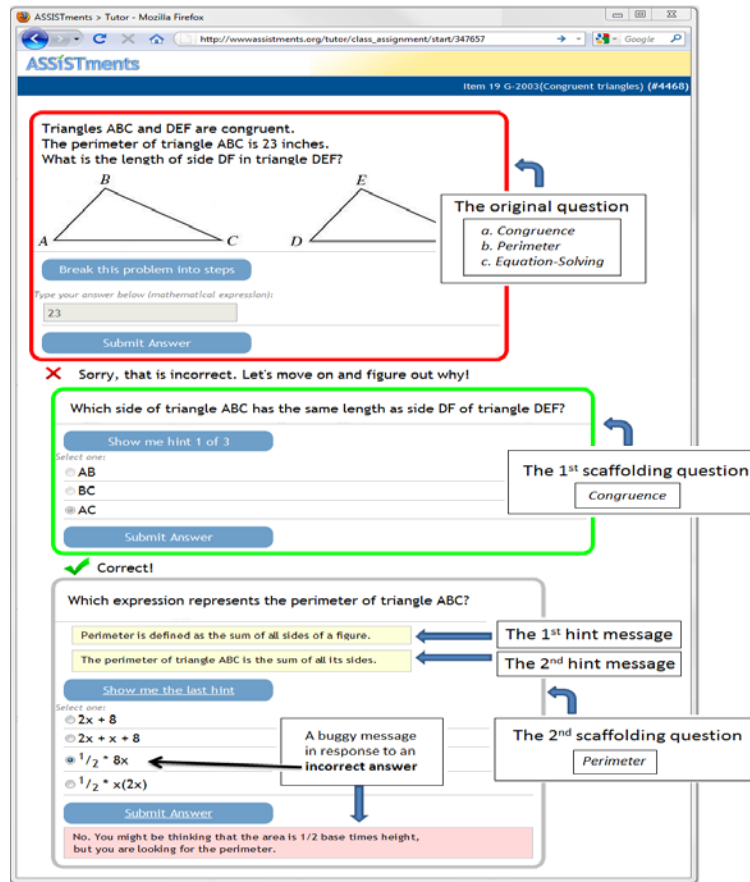 ASSISTments > Tutor - Mozilla Firefox
http://wwwassistments.org/tutor/class_assignment/start/347657
Google
ASSiSTments
Item 19 G-2003(Congruent triangles) (#4468)
Triangles ABC and DEF are congruent.
The perimeter of triangle ABC is 23 inches.
What is the length of side DF in triangle DEF?
B
E
A
C
D
The original question
a. Congruence
b. Perimeter
c. Equation-Solving
Break this problem into steps
Type your answer below (mathematical expression):
23
Submit Answer
Sorry, that is incorrect. Let's move on and figure out why!
Which side of triangle ABC has the same length as side DF of triangle DEF?
Show me hint 1 of 3
Select one:
AB
BC
AC
Submit Answer
The 1st scaffolding question
Congruence
Correct!
Which expression represents the perimeter of triangle ABC?
Perimeter is defined as the sum of all sides of a figure.
The 1st hint message
The perimeter of triangle ABC is the sum of all its sides.
The 2nd hint message
Show me the last hint
Select one:
2x + 8
2x + x + 8
1/2 * 8x
1/2 * x(2x)
A buggy message
in response to an
incorrect answer
The 2nd scaffolding question
Perimeter
Submit Answer
No. You might be thinking that the area is 1/2 base times height,
but you are looking for the perimeter.